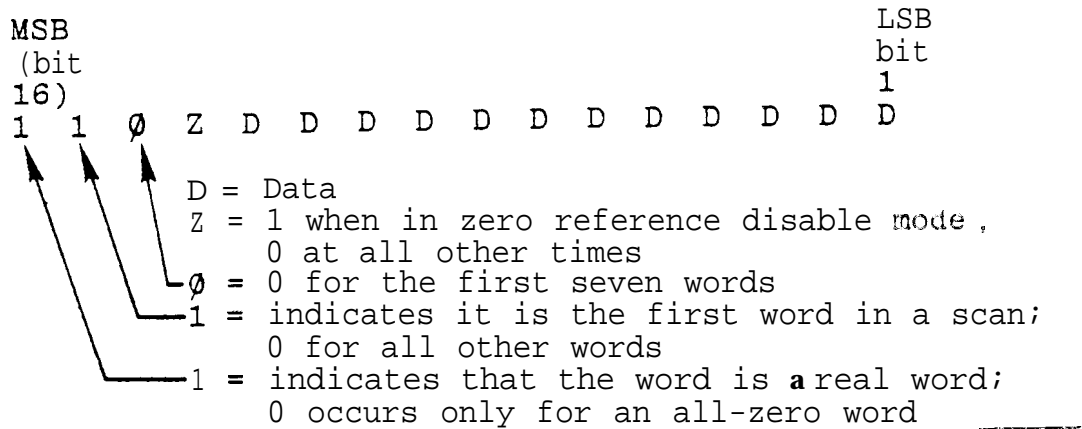 MSB
(bit
16)
LSB
bit
1
1 1 Ø Z D D D D D D D D D D D D
D = Data
Z = 1 when in zero reference disable mode,
0 at all other times
Ø = 0 for the first seven words
1 = indicates it is the first word in a scan;
0 for all other words
1 = indicates that the word is a real word;
0 occurs only for an all-zero word